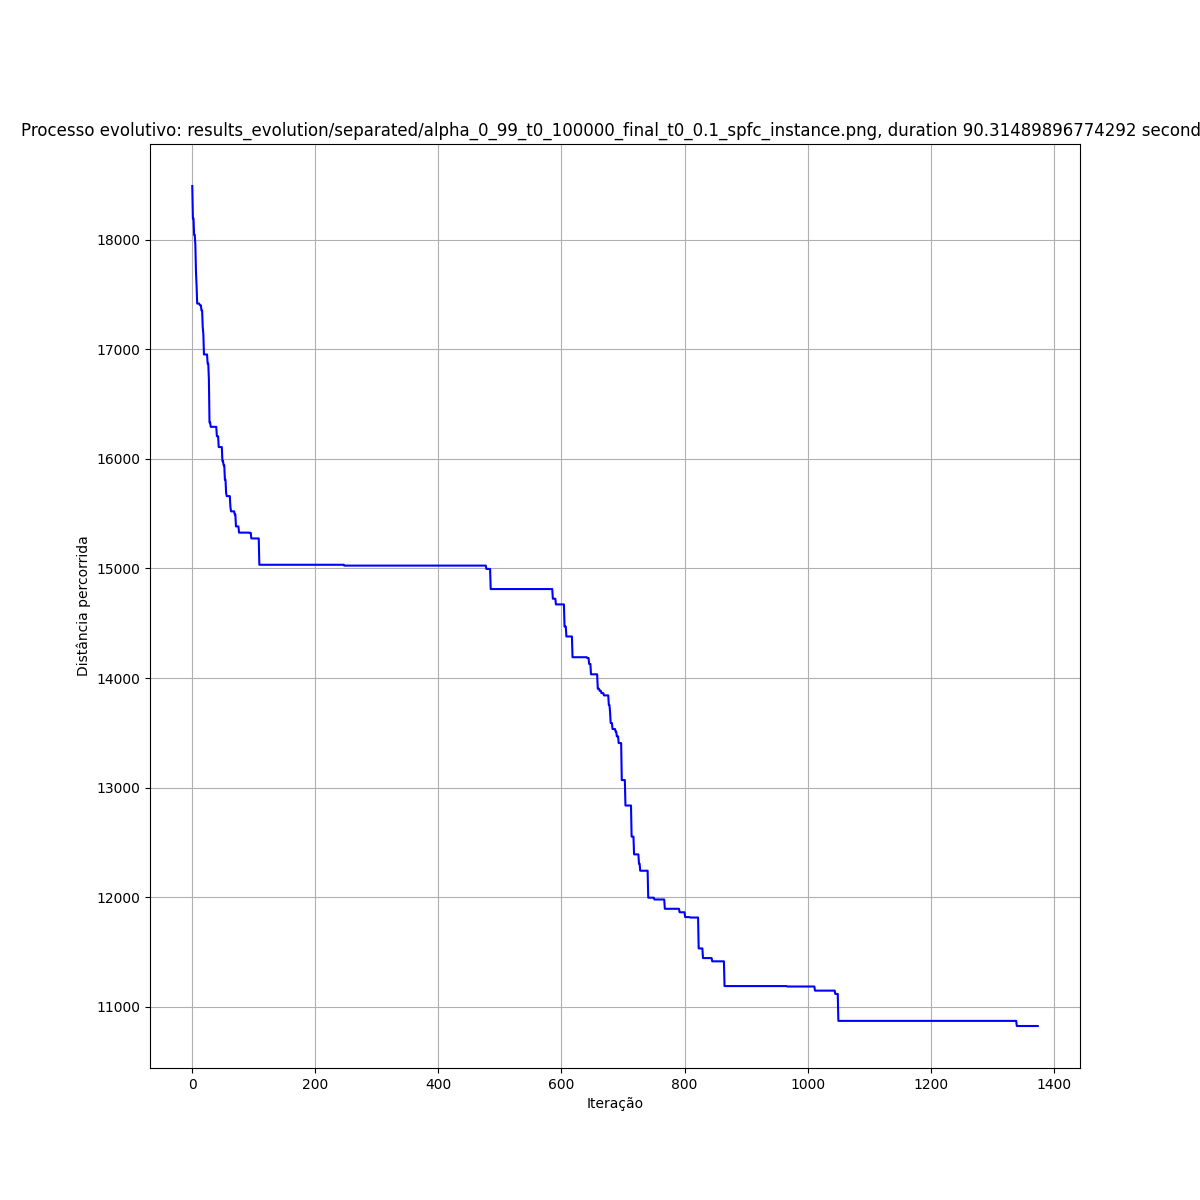 Processo evolutivo: results_evolution/separated/alpha_0_99_t0_100000_final_t0_0.1_spfc_instance.png, duration 90.31489896774292 second
18000
17000
16000
15000
14000
13000
12000
11000
Distância percorrida
0 200 400 600 800 1000 1200 1400
Iteração